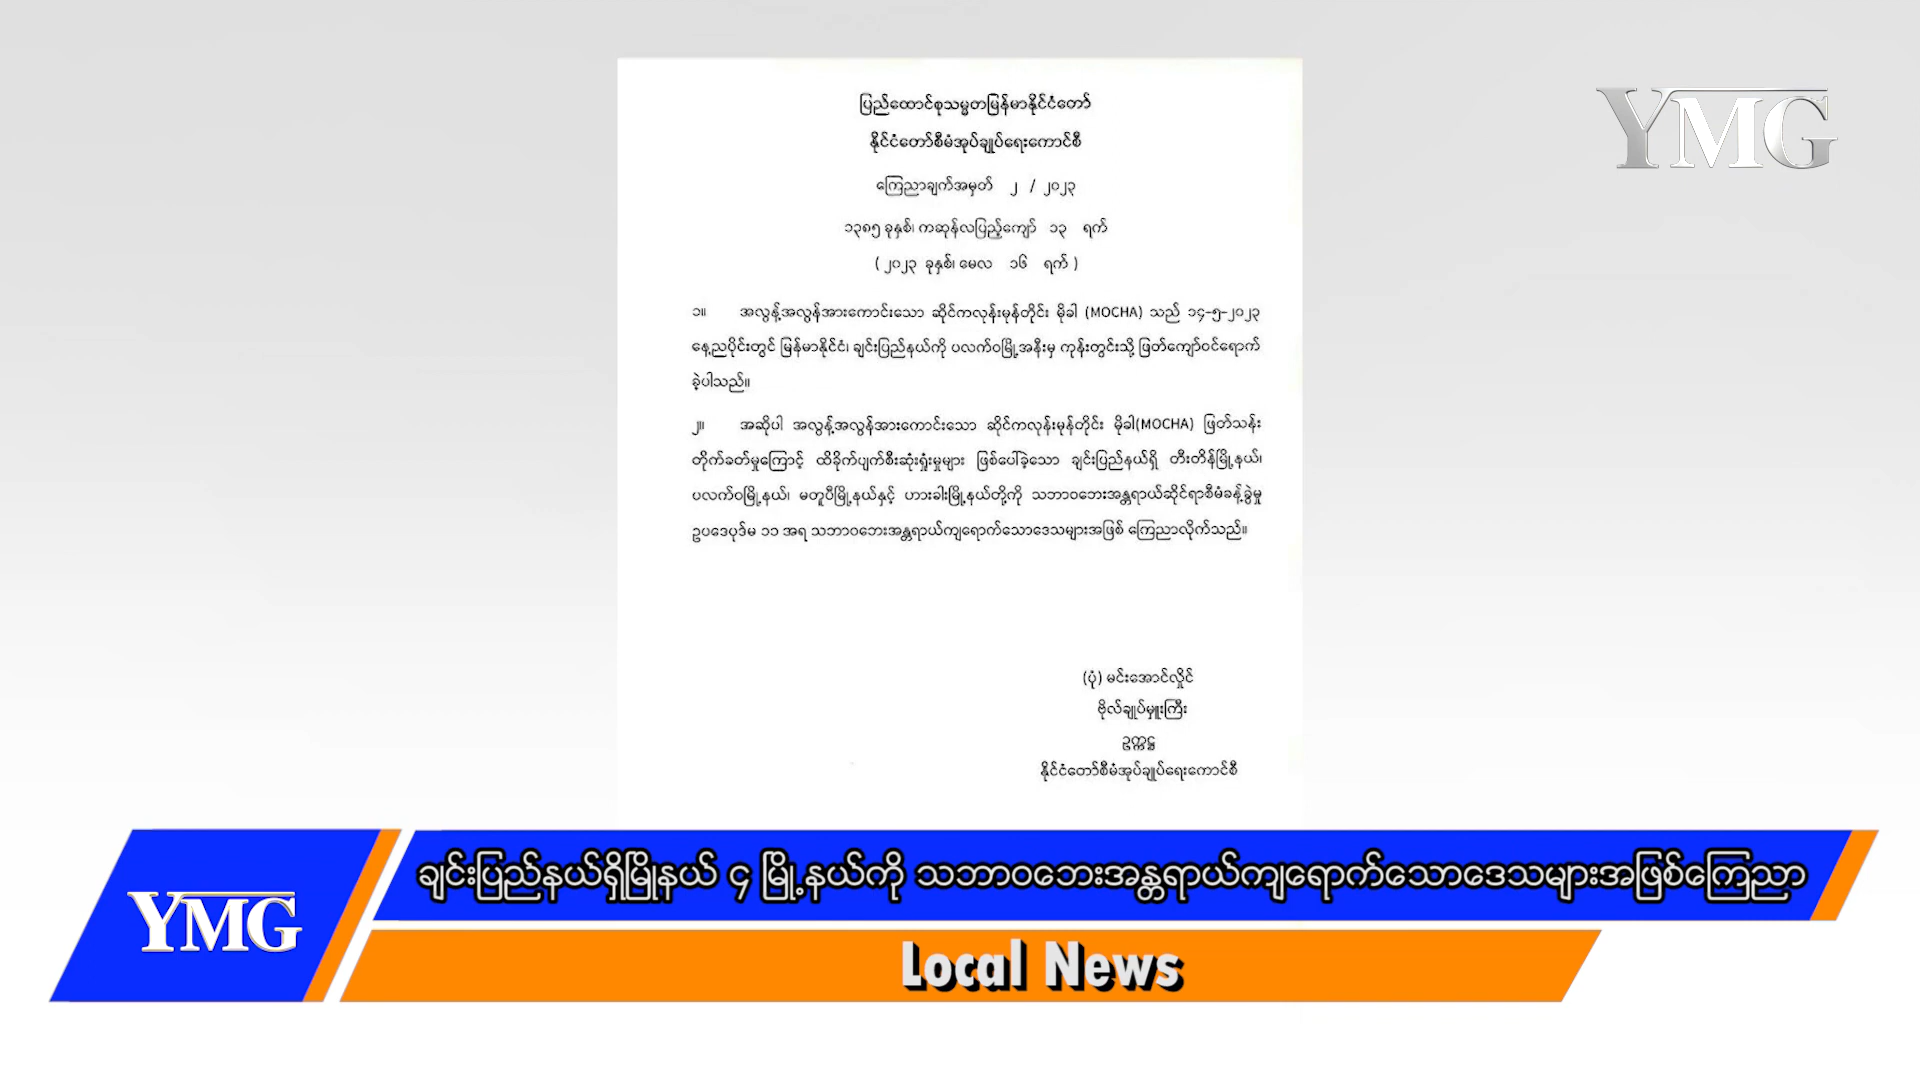 ပြည်ထောင်စုသမ္မတမြန်မာနိုင်ငံတော်
နိုင်ငံတော်စီမံအုပ်ချုပ်ရေးကောင်စီ
ကြေညာချက်အမှတ် ၂ / ၂၀၂၃
၁၃၈၅ ခုနှစ်၊ ကဆုန်လပြည့်ကျော် ၁၃ ရက်
( ၂၀၂၃ ခုနှစ်၊ မေလ ၁၆ ရက် )
၁။ အလွန့်အလွန်အားကောင်းသော ဆိုင်ကလုန်းမုန်တိုင်း မိုခါ (MOCHA) သည် ၁၄-၅-၂၀၂၃
နေ့ညပိုင်းတွင် မြန်မာနိုင်ငံ၊ ချင်းပြည်နယ်ကို ပလက်ဝမြို့အနီးမှ ကုန်းတွင်းသို့ ဖြတ်ကျော်ဝင်ရောက်
ခဲ့ပါသည်။
၂။ အဆိုပါ အလွန့်အလွန်အားကောင်းသော ဆိုင်ကလုန်းမုန်တိုင်း မိုခါ(MOCHA) ဖြတ်သန်း
တိုက်ခတ်မှုကြောင့် ထိခိုက်ပျက်စီးဆုံးရှုံးမှုများ ဖြစ်ပေါ်ခဲ့သော ချင်းပြည်နယ်ရှိ တီးတိန်မြို့နယ်၊
ပလက်ဝမြို့နယ်၊ မတူပီမြို့နယ်နှင့် ဟားခါးမြို့နယ်တို့ကို သဘာဝဘေးအန္တရာယ်ဆိုင်ရာစီမံခန့်ခွဲမှု
ဥပဒေပုဒ်မ ၁၁ အရ သဘာဝဘေးအန္တရာယ်ကျရောက်သောဒေသများအဖြစ် ကြေညာလိုက်သည်။
(ပုံ) မင်းအောင်လှိုင်
ဗိုလ်ချုပ်မှူးကြီး
ဥက္ကဋ္ဌ
နိုင်ငံတော်စီမံအုပ်ချုပ်ရေးကောင်စီ
YMG
ချင်းပြည်နယ်ရှိမြို့နယ် ၄ မြို့နယ်ကို သဘာဝဘေးအန္တရာယ်ကျရောက်သောဒေသများအဖြစ်ကြေညာ
YMG
Local News